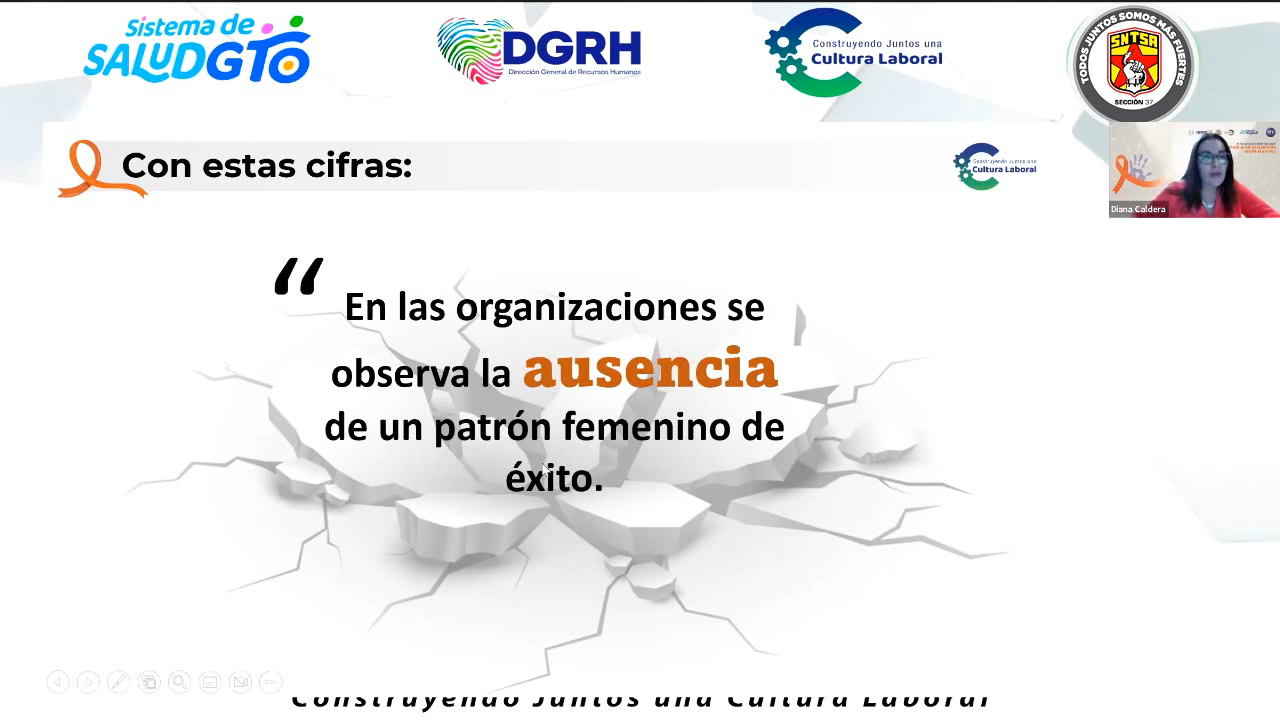 Sistema de
SALUDGTO
DGRH
Dirección General de Recursos Humanos
Construyendo Juntos una
Cultura Laboral
TODOS JUNTOS SOMOS MÁS FUERTES
SNTSA
SECCIÓN 37
Con estas cifras:
Construyendo Juntos una
Cultura Laboral
Diana Caldera
“ En las organizaciones se
observa la ausencia
de un patrón femenino de
éxito.
Construyendo Juntos una Cultura Laboral